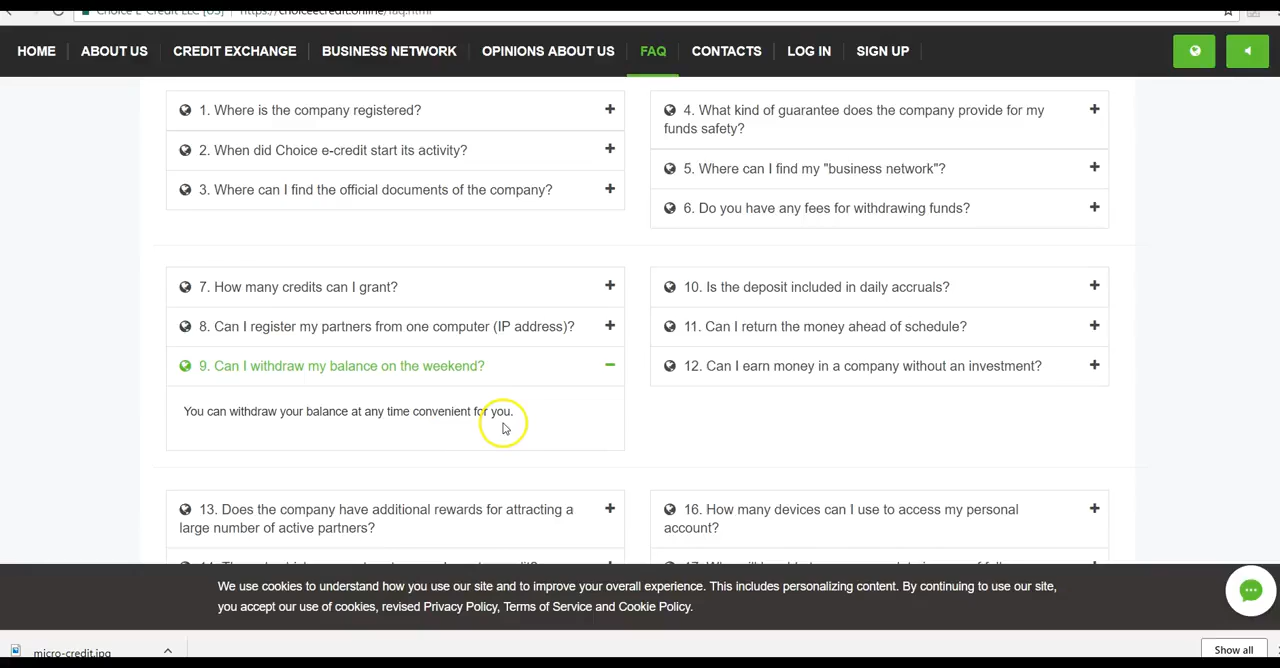 Choice E-Credit LLC [US] https://choiceecredit.online/faq.html
HOME ABOUT US CREDIT EXCHANGE BUSINESS NETWORK OPINIONS ABOUT US FAQ CONTACTS LOG IN SIGN UP
1. Where is the company registered?
2. When did Choice e-credit start its activity?
3. Where can I find the official documents of the company?
4. What kind of guarantee does the company provide for my
funds safety?
5. Where can I find my "business network"?
6. Do you have any fees for withdrawing funds?
7. How many credits can I grant?
8. Can I register my partners from one computer (IP address)?
9. Can I withdraw my balance on the weekend?
You can withdraw your balance at any time convenient for you.
10. Is the deposit included in daily accruals?
11. Can I return the money ahead of schedule?
12. Can I earn money in a company without an investment?
13. Does the company have additional rewards for attracting a
large number of active partners?
16. How many devices can I use to access my personal
account?
We use cookies to understand how you use our site and to improve your overall experience. This includes personalizing content. By continuing to use our site,
you accept our use of cookies, revised Privacy Policy, Terms of Service and Cookie Policy.
micro-credit.jpg
Show all